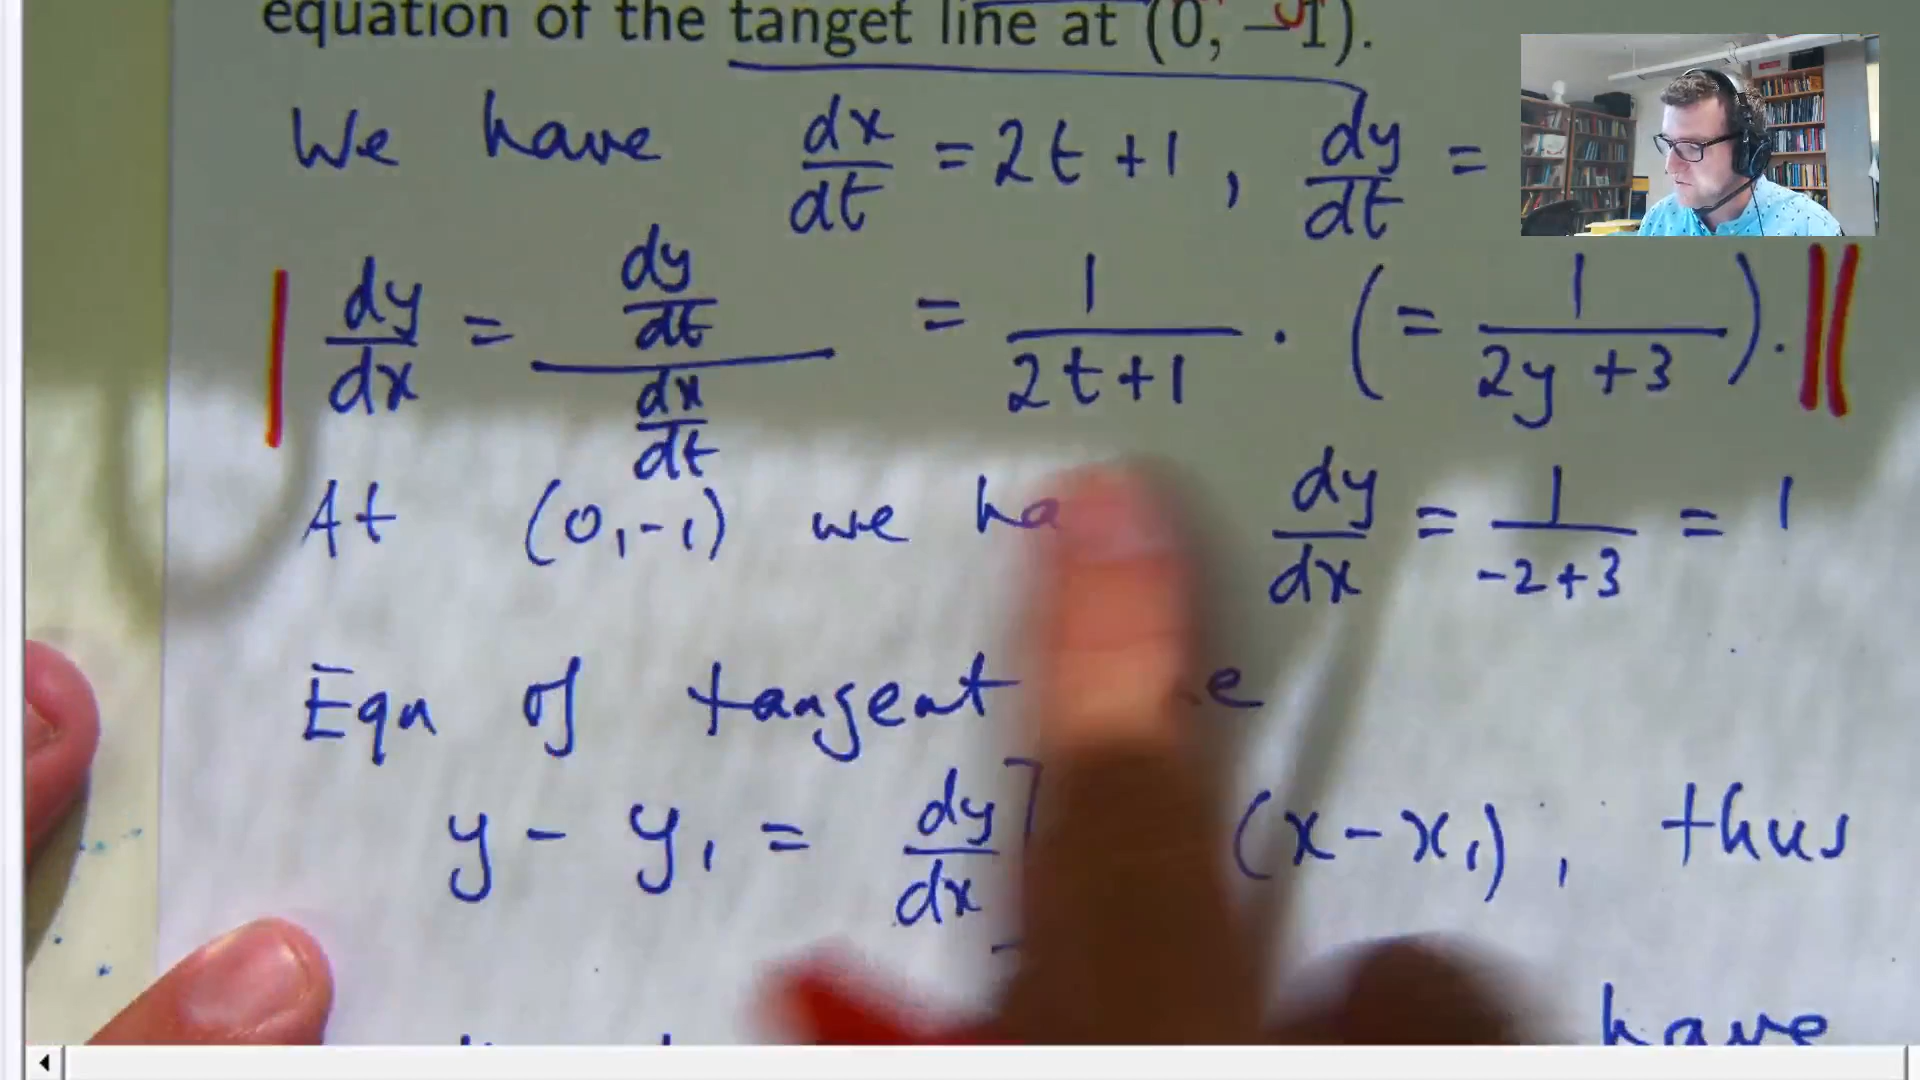 equation of the tanget line at (0, −1).
We have dx/dt = 2t + 1 , dy/dt =
dy/dx = (dy/dt)/(dx/dt) = 1/(2t+1) . (= 1/(2y+3)).
At (0,-1) we ha dy/dx = 1/(-2+3) = 1
Eqn of tangent
y - y₁ = dy/dx] (x-x₁), thus
have